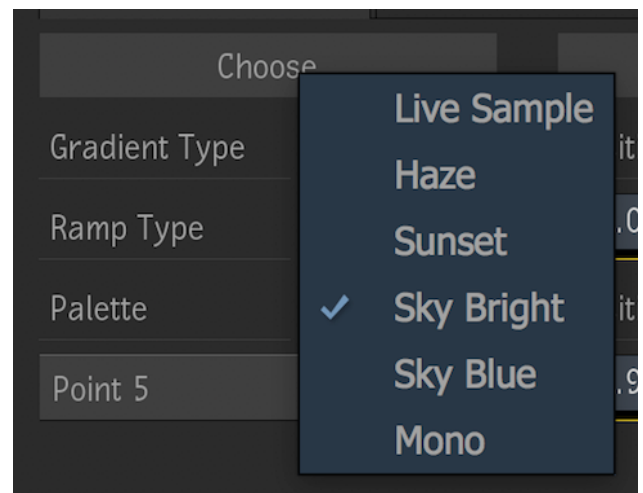 Choose
Live Sample
Gradient Type
Haze
Ramp Type
Sunset
Palette
Sky Bright
Point 5
Sky Blue
Mono